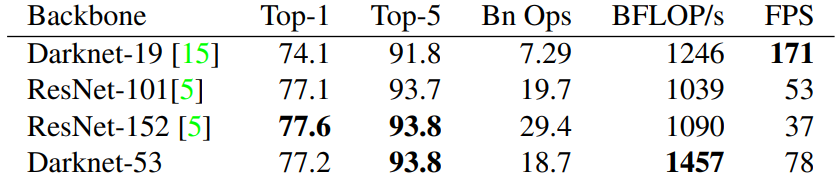 Backbone Top-1 Top-5 Bn Ops BFLOP/s FPS
Darknet-19 [15] 74.1 91.8 7.29 1246 171
ResNet-101[5] 77.1 93.7 19.7 1039 53
ResNet-152 [5] 77.6 93.8 29.4 1090 37
Darknet-53 77.2 93.8 18.7 1457 78